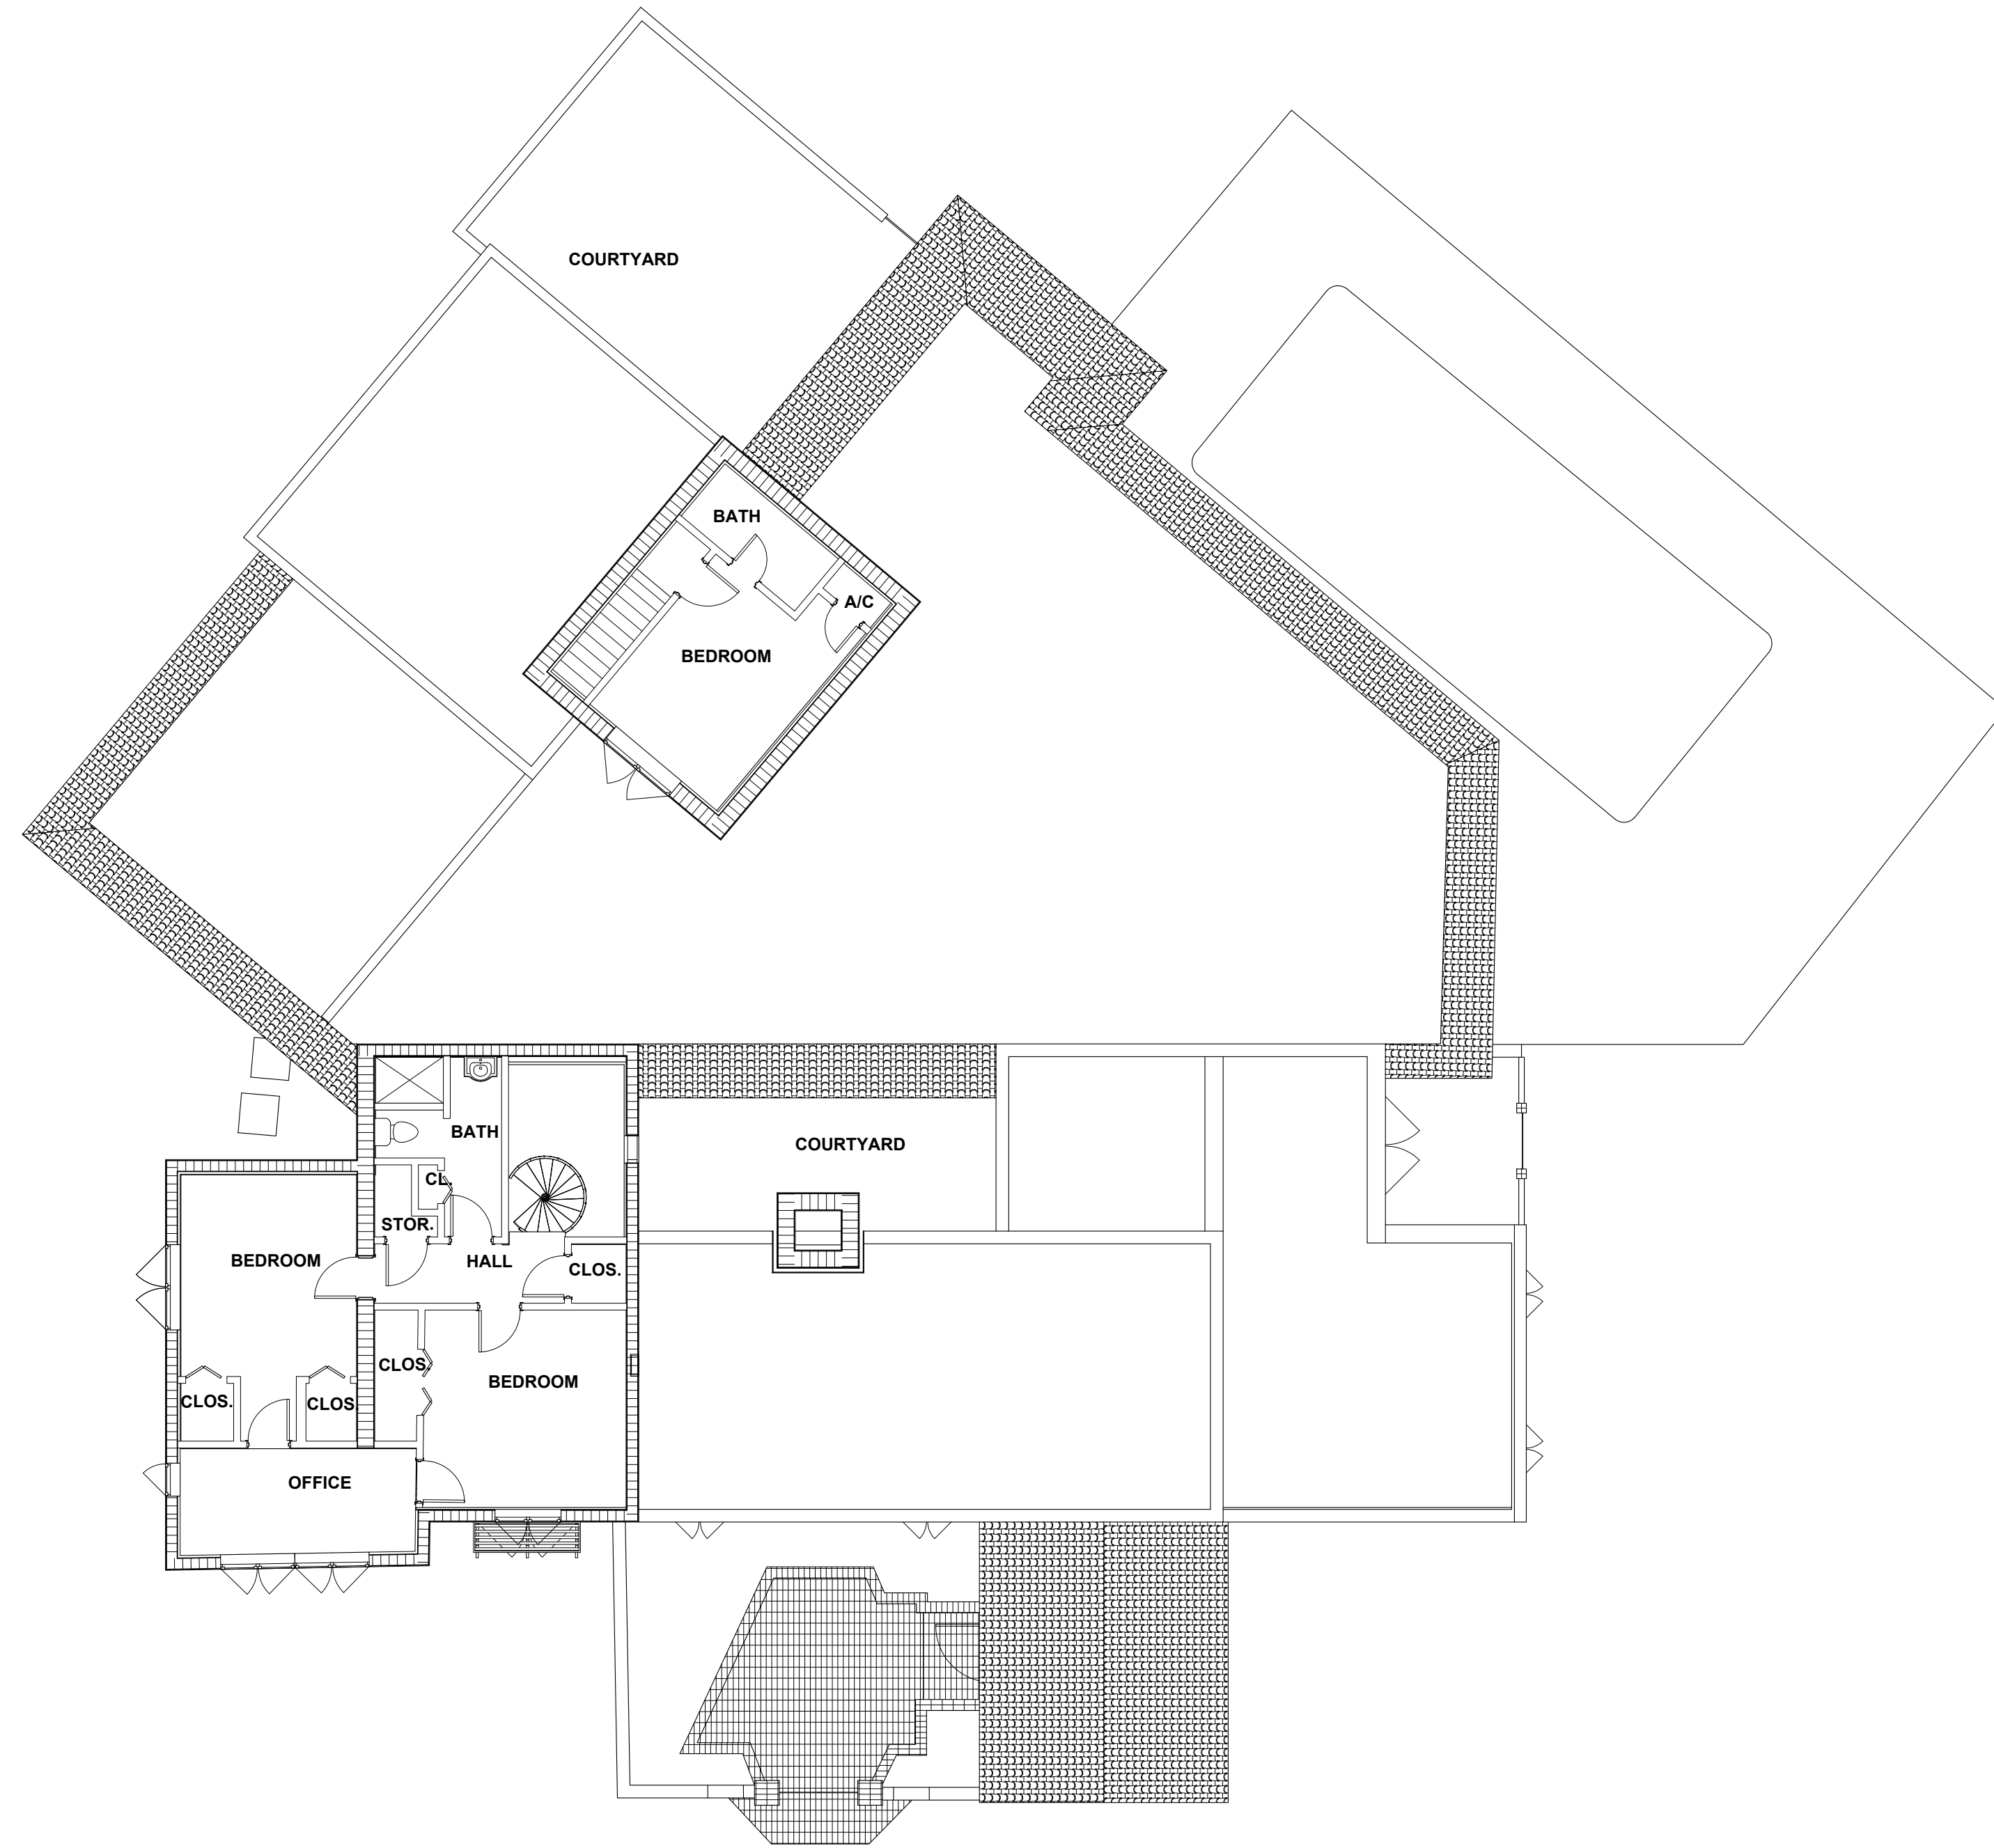 COURTYARD
BATH
A/C
BEDROOM
BATH
COURTYARD
CL.
STOR.
BEDROOM
HALL
CLOS.
CLOS.
BEDROOM
CLOS.
CLOS.
OFFICE